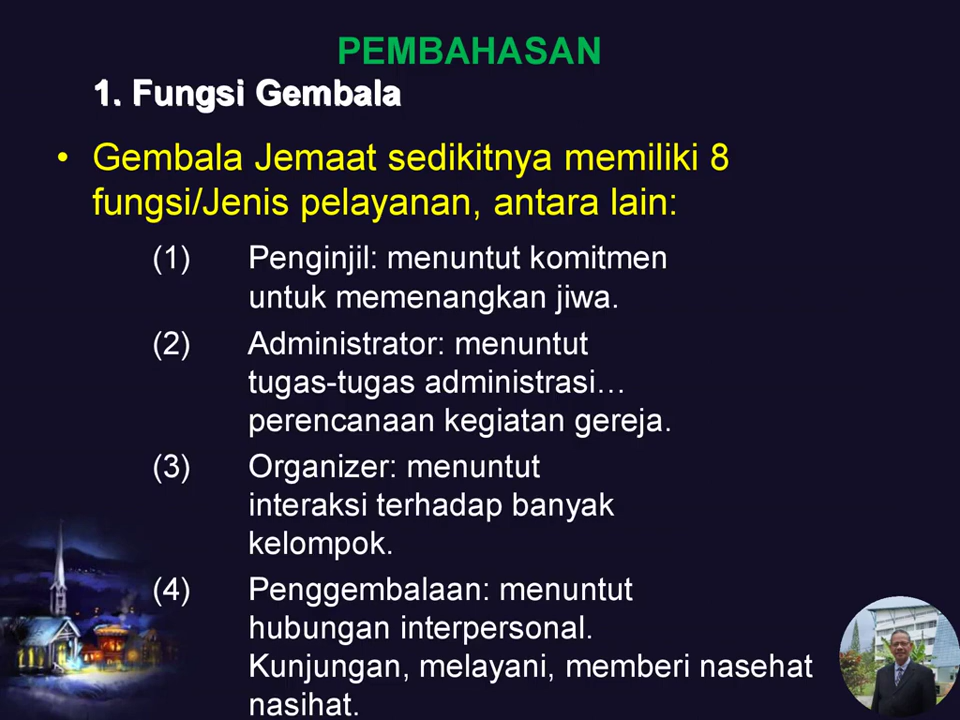 PEMBAHASAN
1. Fungsi Gembala
• Gembala Jemaat sedikitnya memiliki 8
fungsi/Jenis pelayanan, antara lain:
(1) Penginjil: menuntut komitmen
untuk memenangkan jiwa.
(2) Administrator: menuntut
tugas-tugas administrasi…
perencanaan kegiatan gereja.
(3) Organizer: menuntut
interaksi terhadap banyak
kelompok.
(4) Penggembalaan: menuntut
hubungan interpersonal.
Kunjungan, melayani, memberi nasehat
nasihat.